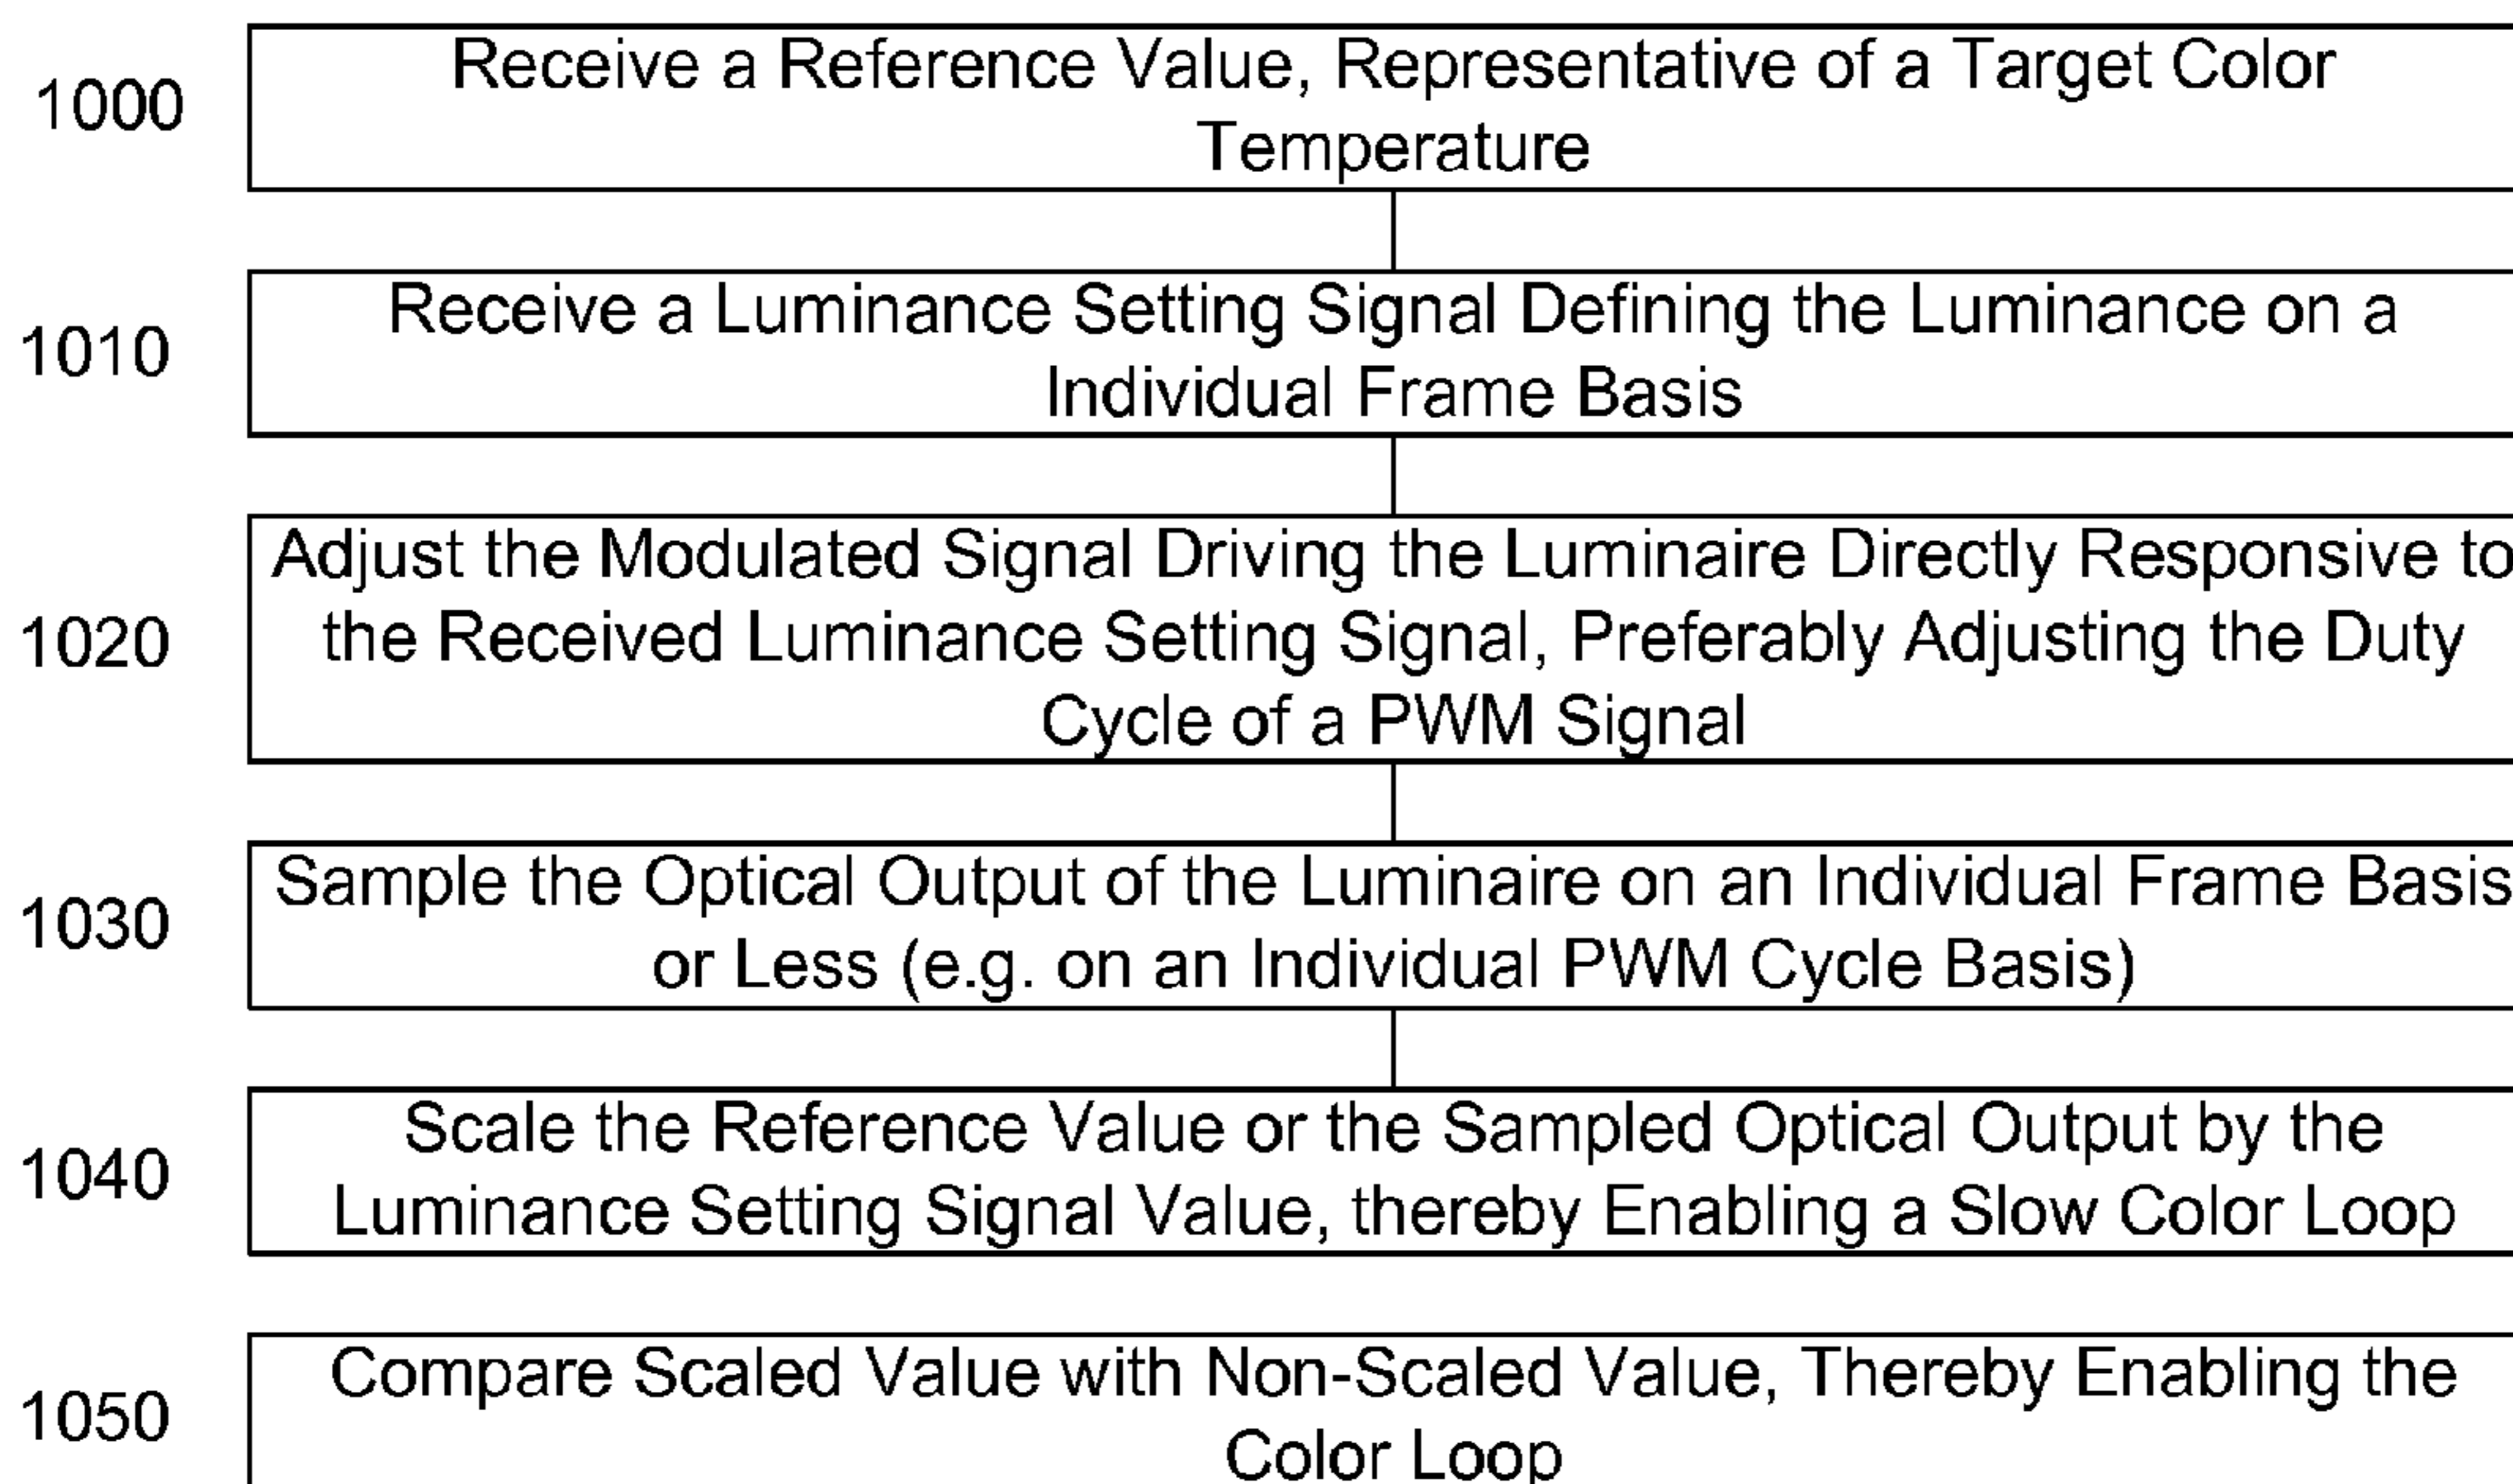 1000
Receive a Reference Value, Representative of a Target Color
Temperature
1010
Receive a Luminance Setting Signal Defining the Luminance on a
Individual Frame Basis
1020
Adjust the Modulated Signal Driving the Luminaire Directly Responsive to
the Received Luminance Setting Signal, Preferably Adjusting the Duty
Cycle of a PWM Signal
1030
Sample the Optical Output of the Luminaire on an Individual Frame Basis
or Less (e.g. on an Individual PWM Cycle Basis)
1040
Scale the Reference Value or the Sampled Optical Output by the
Luminance Setting Signal Value, thereby Enabling a Slow Color Loop
1050
Compare Scaled Value with Non-Scaled Value, Thereby Enabling the
Color Loop